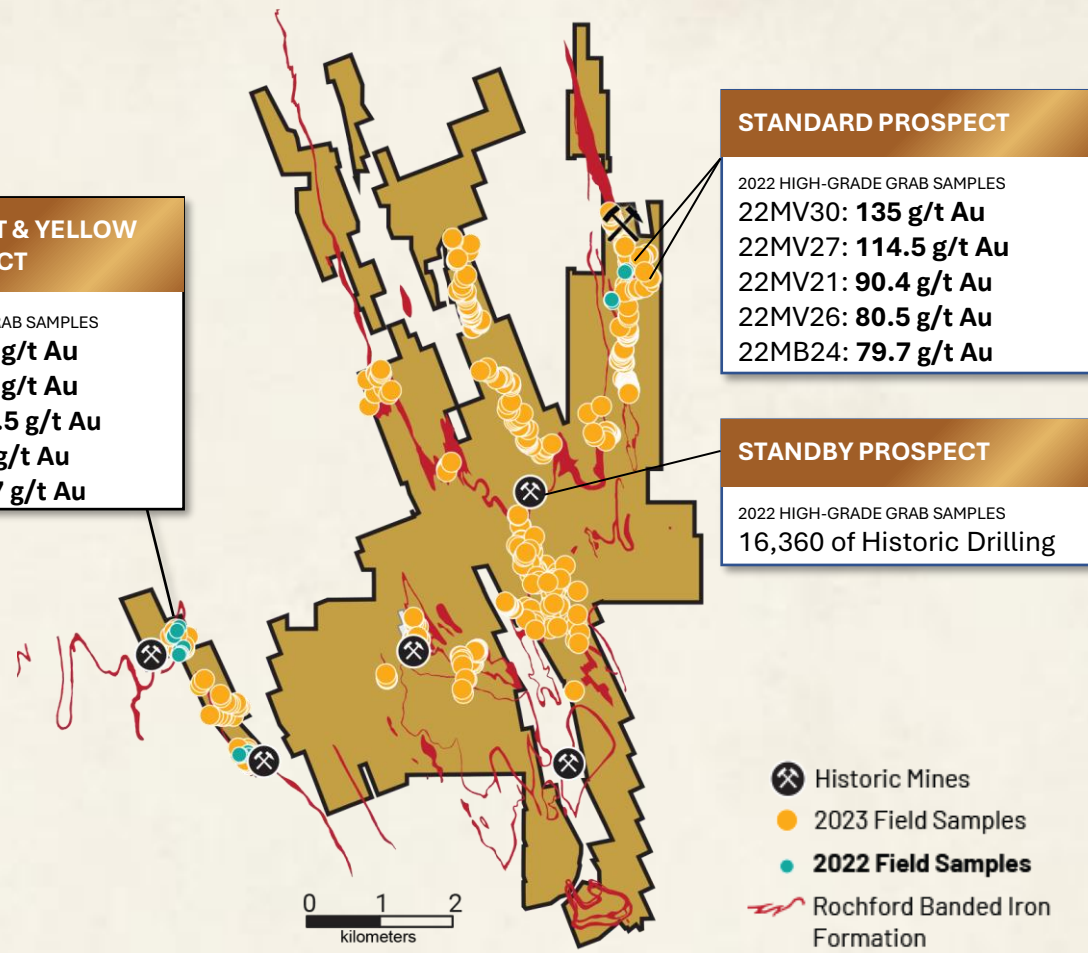 & YELLOW
GRAB SAMPLES
g/t Au
g/t Au
.5 g/t Au
g/t Au
7 g/t Au
STANDARD PROSPECT
2022 HIGH-GRADE GRAB SAMPLES
22MV30: 135 g/t Au
22MV27: 114.5 g/t Au
22MV21: 90.4 g/t Au
22MV26: 80.5 g/t Au
22MB24: 79.7 g/t Au
STANDBY PROSPECT
2022 HIGH-GRADE GRAB SAMPLES
16,360 of Historic Drilling
0 1 2
kilometers
Historic Mines
2023 Field Samples
2022 Field Samples
Rochford Banded Iron
Formation